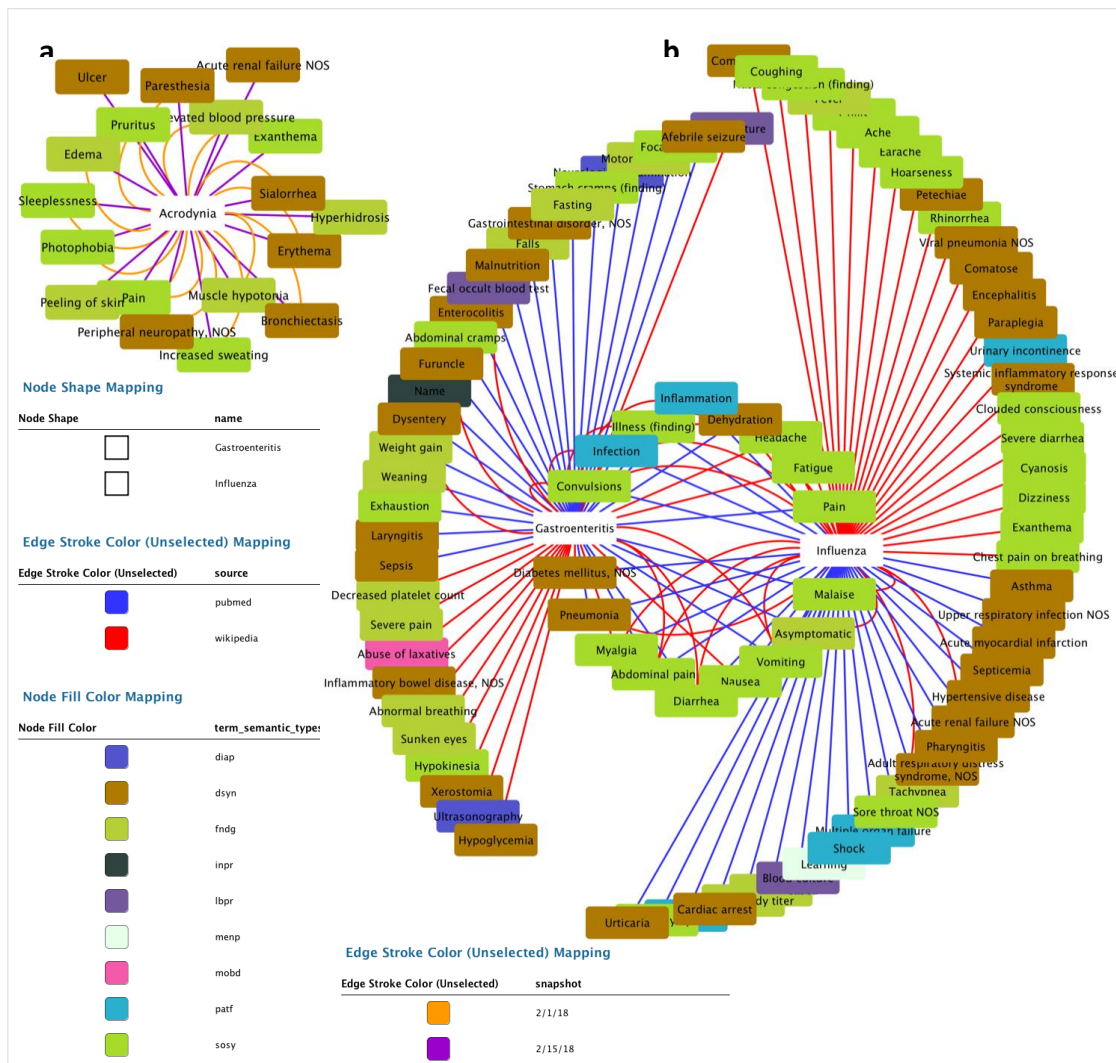 a
b
Ulcer
Acute renal failure NOS
Paresthesia
evated blood pressure
Pruritus
Exanthema
Edema
Sialorrhea
Sleeplessness
Acrodynia
Hyperhidrosis
Photophobia
Erythema
Peeling of skin
Pain
Muscle hypotonia
Bronchiectasis
Peripheral neuropathy, NOS
Increased sweating
Node Shape Mapping
Node Shape name
Gastroenteritis
Influenza
Edge Stroke Color (Unselected) Mapping
Edge Stroke Color (Unselected) source
pubmed
wikipedia
Node Fill Color Mapping
Node Fill Color term_semantic_types
diap
dsyn
fndg
inpr
lbpr
menp
mobd
patf
sosy
Coughing
Fever
Ache
Earache
Hoarseness
Petechiae
Rhinorrhea
Viral pneumonia NOS
Comatose
Encephalitis
Paraplegia
Urinary incontinence
Systemic inflammatory response
syndrome
Clouded consciousness
Severe diarrhea
Cyanosis
Dizziness
Exanthema
Chest pain on breathing
Asthma
Upper respiratory infection NOS
Acute myocardial infarction
Septicemia
Hypertensive disease
Acute renal failure NOS
Pharyngitis
Adult respiratory distress
syndrome, NOS
Tachypnea
Sore throat NOS
Multiple organ failure
Shock
Learning
Blood culture
dy titer
Cardiac arrest
Urticaria
Afebrile seizure
Motor
Stomach cramps (finding)
Fasting
Gastrointestinal disorder, NOS
Falls
Malnutrition
Fecal occult blood test
Enterocolitis
Abdominal cramps
Furuncle
Name
Dysentery
Weight gain
Weaning
Exhaustion
Laryngitis
Sepsis
Decreased platelet count
Severe pain
Abuse of laxatives
Inflammatory bowel disease, NOS
Abnormal breathing
Sunken eyes
Hypokinesia
Xerostomia
Ultrasonography
Hypoglycemia
Inflammation
Illness (finding)
Dehydration
Headache
Infection
Fatigue
Convulsions
Pain
Gastroenteritis
Influenza
Diabetes mellitus, NOS
Malaise
Pneumonia
Asymptomatic
Myalgia
Vomiting
Abdominal pain
Nausea
Diarrhea
Edge Stroke Color (Unselected) Mapping
Edge Stroke Color (Unselected) snapshot
2/1/18
2/15/18